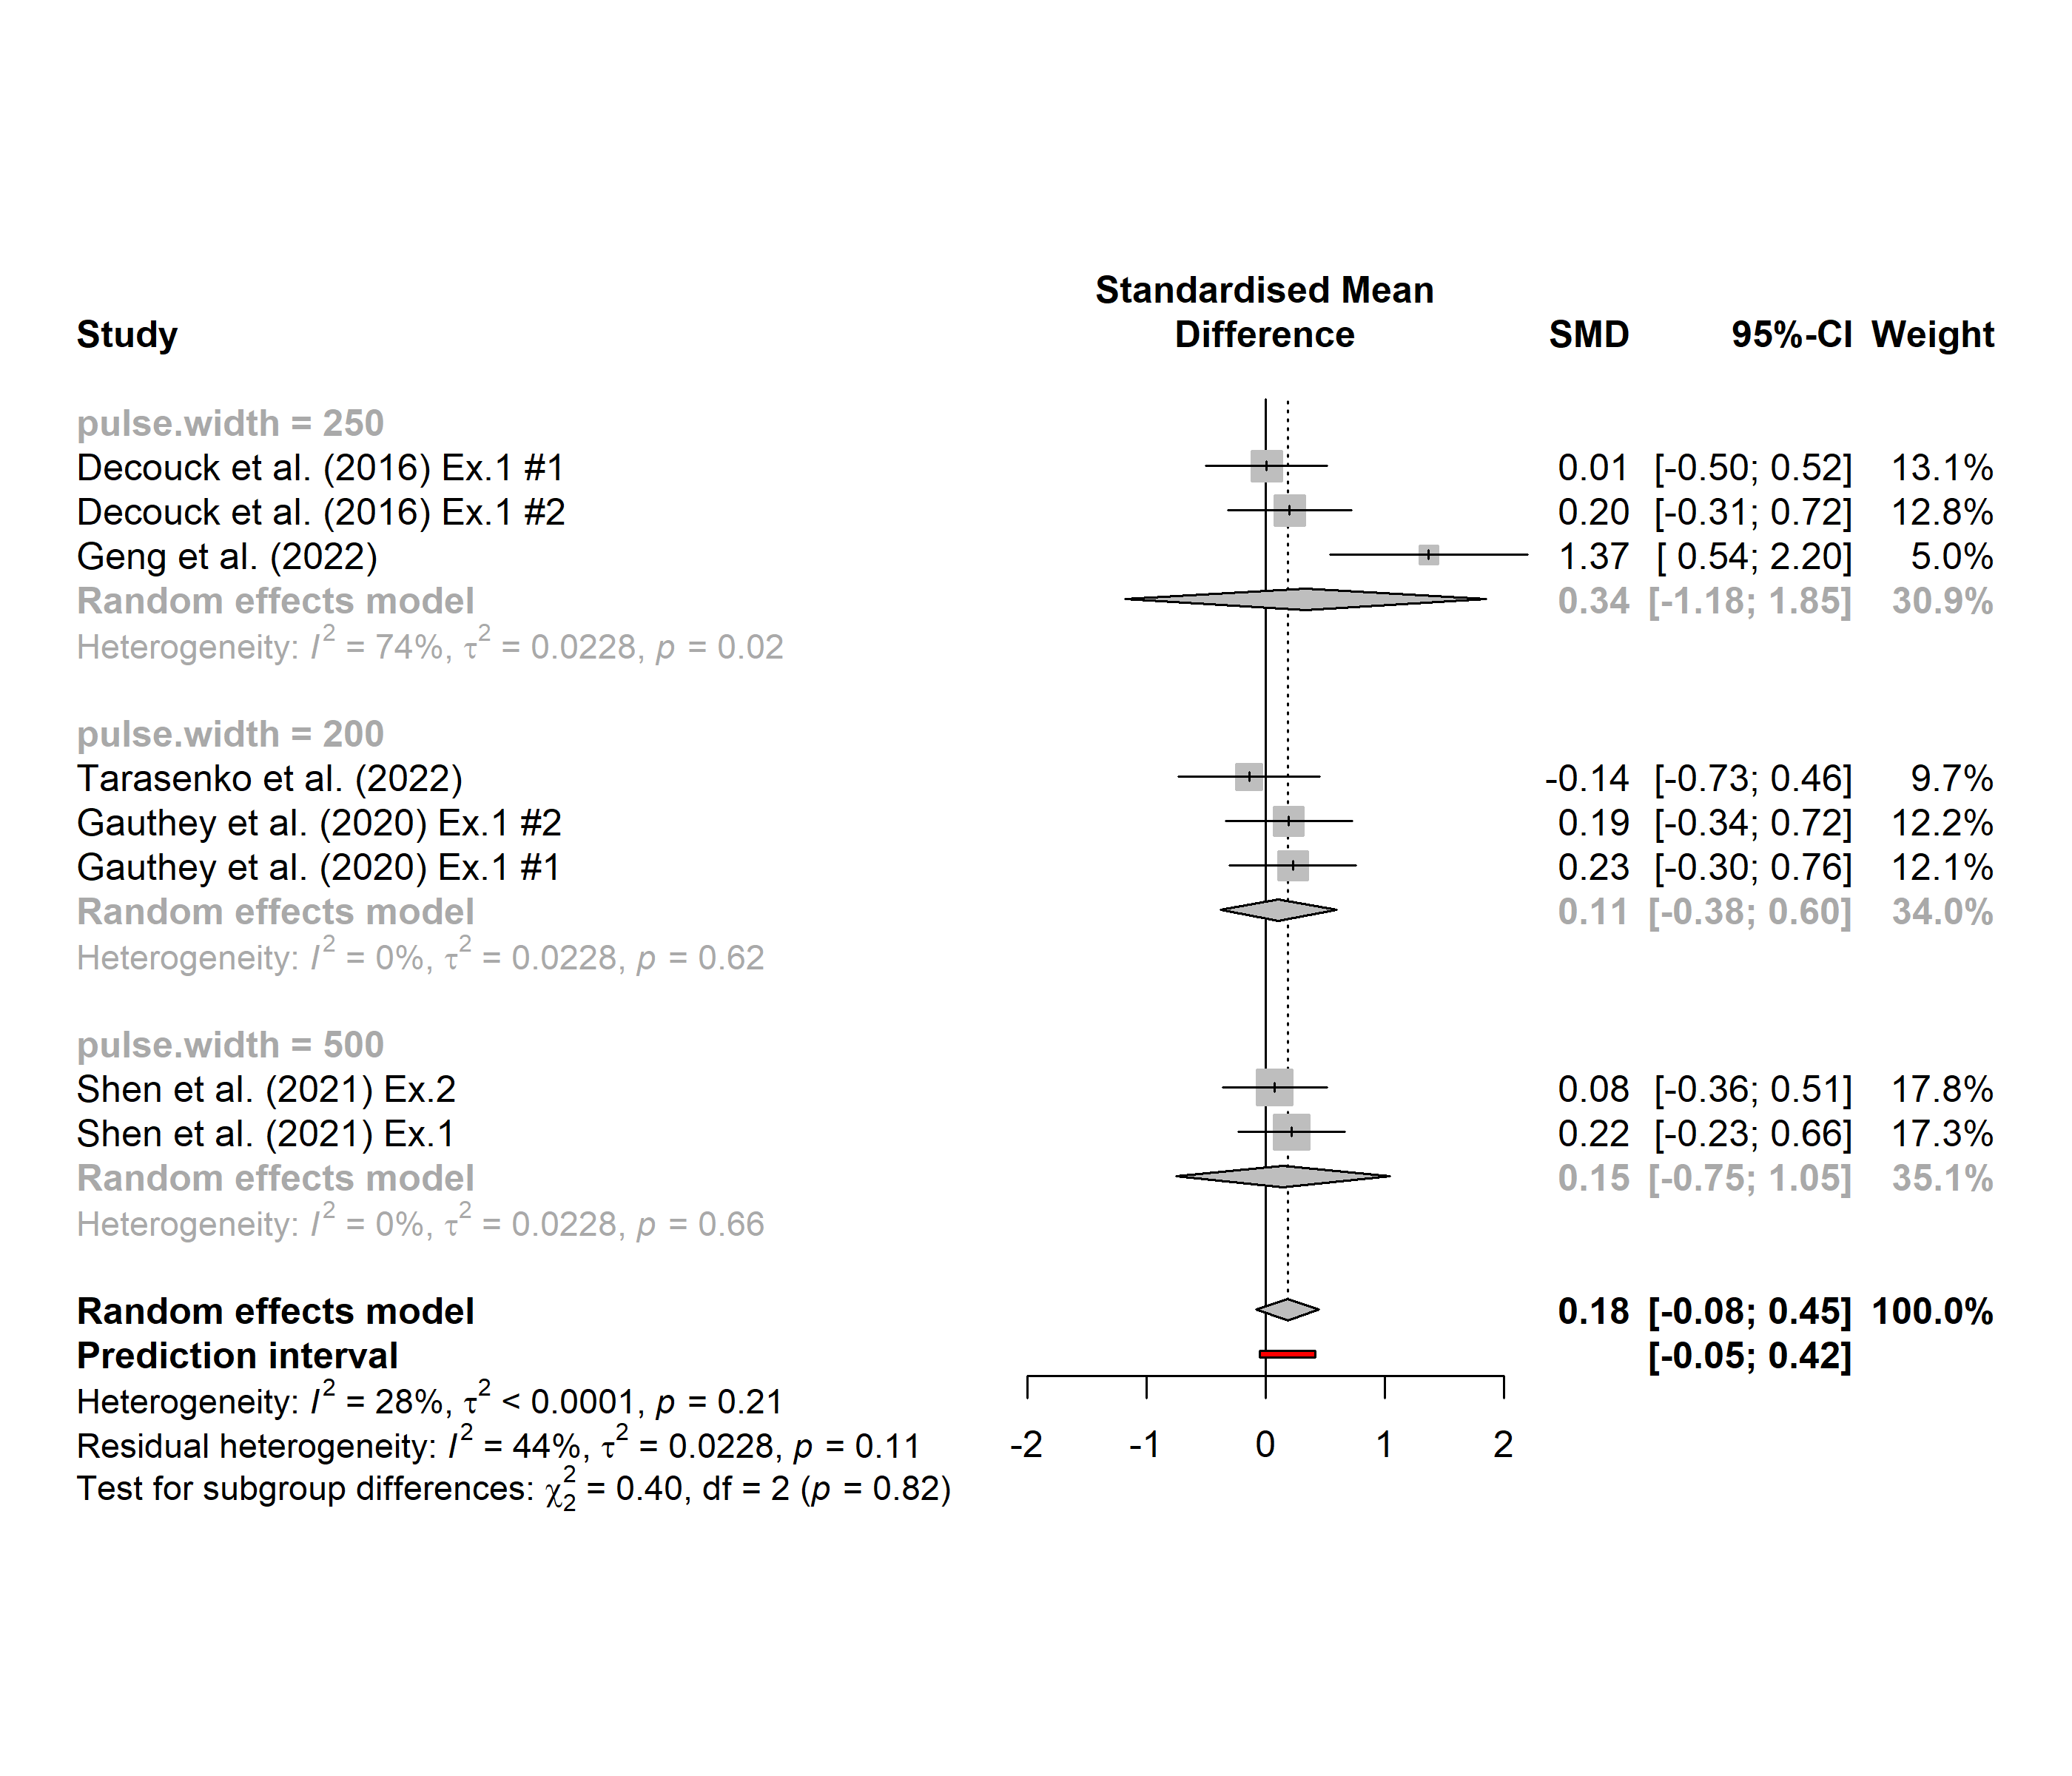 Standardised Mean
Study Difference SMD 95%-CI Weight
pulse.width = 250
Decouck et al. (2016) Ex.1 #1 0.01 [-0.50; 0.52] 13.1%
Decouck et al. (2016) Ex.1 #2 0.20 [-0.31; 0.72] 12.8%
Geng et al. (2022) 1.37 [ 0.54; 2.20] 5.0%
Random effects model 0.34 [-1.18; 1.85] 30.9%
Heterogeneity: I² = 74%, τ² = 0.0228, p = 0.02
pulse.width = 200
Tarasenko et al. (2022) -0.14 [-0.73; 0.46] 9.7%
Gauthey et al. (2020) Ex.1 #2 0.19 [-0.34; 0.72] 12.2%
Gauthey et al. (2020) Ex.1 #1 0.23 [-0.30; 0.76] 12.1%
Random effects model 0.11 [-0.38; 0.60] 34.0%
Heterogeneity: I² = 0%, τ² = 0.0228, p = 0.62
pulse.width = 500
Shen et al. (2021) Ex.2 0.08 [-0.36; 0.51] 17.8%
Shen et al. (2021) Ex.1 0.22 [-0.23; 0.66] 17.3%
Random effects model 0.15 [-0.75; 1.05] 35.1%
Heterogeneity: I² = 0%, τ² = 0.0228, p = 0.66
Random effects model 0.18 [-0.08; 0.45] 100.0%
Prediction interval [-0.05; 0.42]
Heterogeneity: I² = 28%, τ² < 0.0001, p = 0.21
Residual heterogeneity: I² = 44%, τ² = 0.0228, p = 0.11
-2 -1 0 1 2
Test for subgroup differences: χ²₂ = 0.40, df = 2 (p = 0.82)